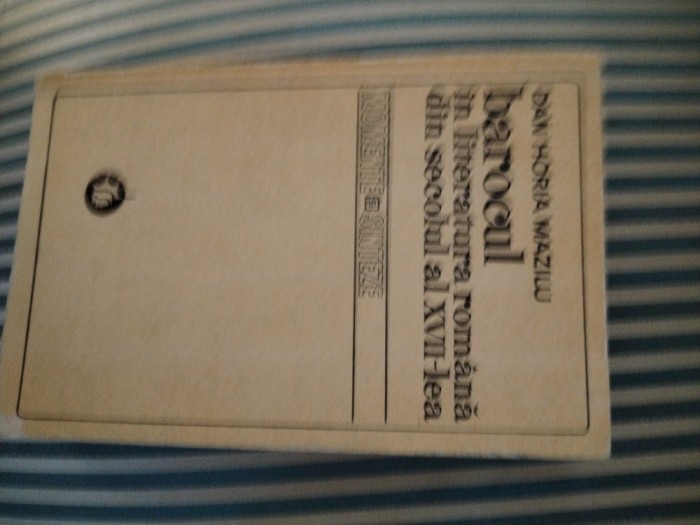 DAN HORIA MAZILU
barocul
în literatura română
din secolul al XVII-lea
MOMENTE ȘI SINTEZE